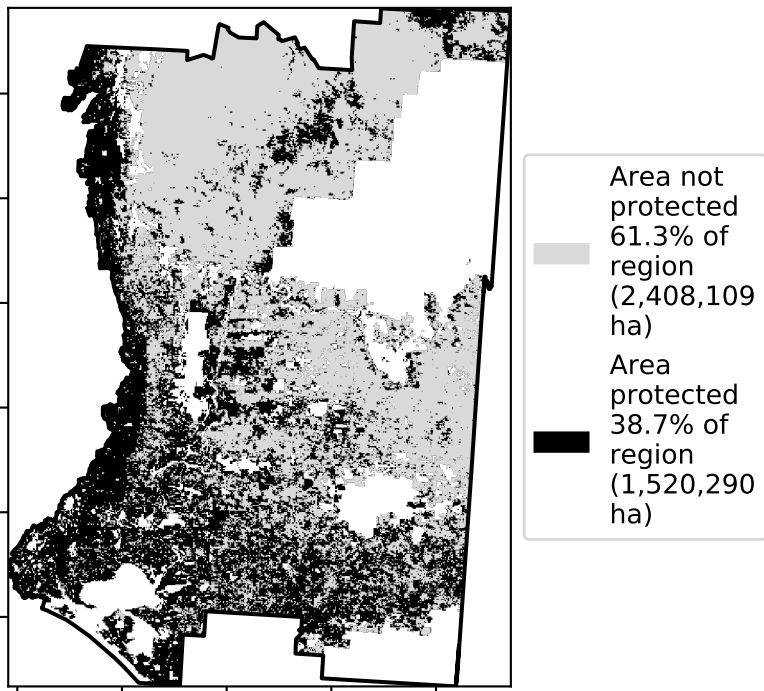 Area not
protected
61.3% of
region
(2,408,109
ha)
Area
protected
38.7% of
region
(1,520,290
ha)